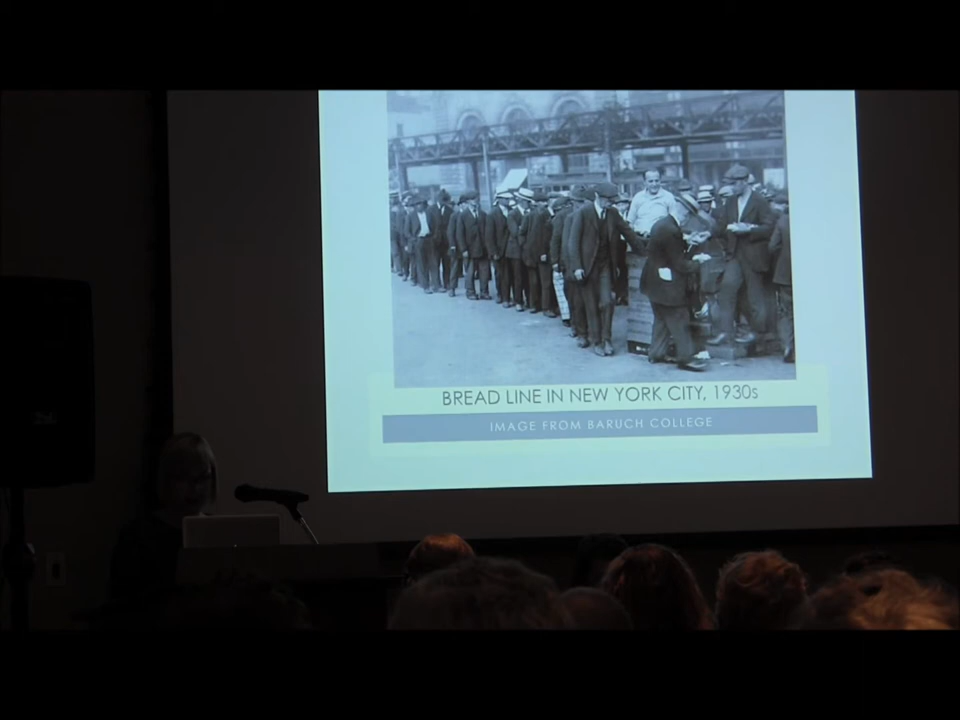 BREAD LINE IN NEW YORK CITY, 1930s
IMAGE FROM BARUCH COLLEGE